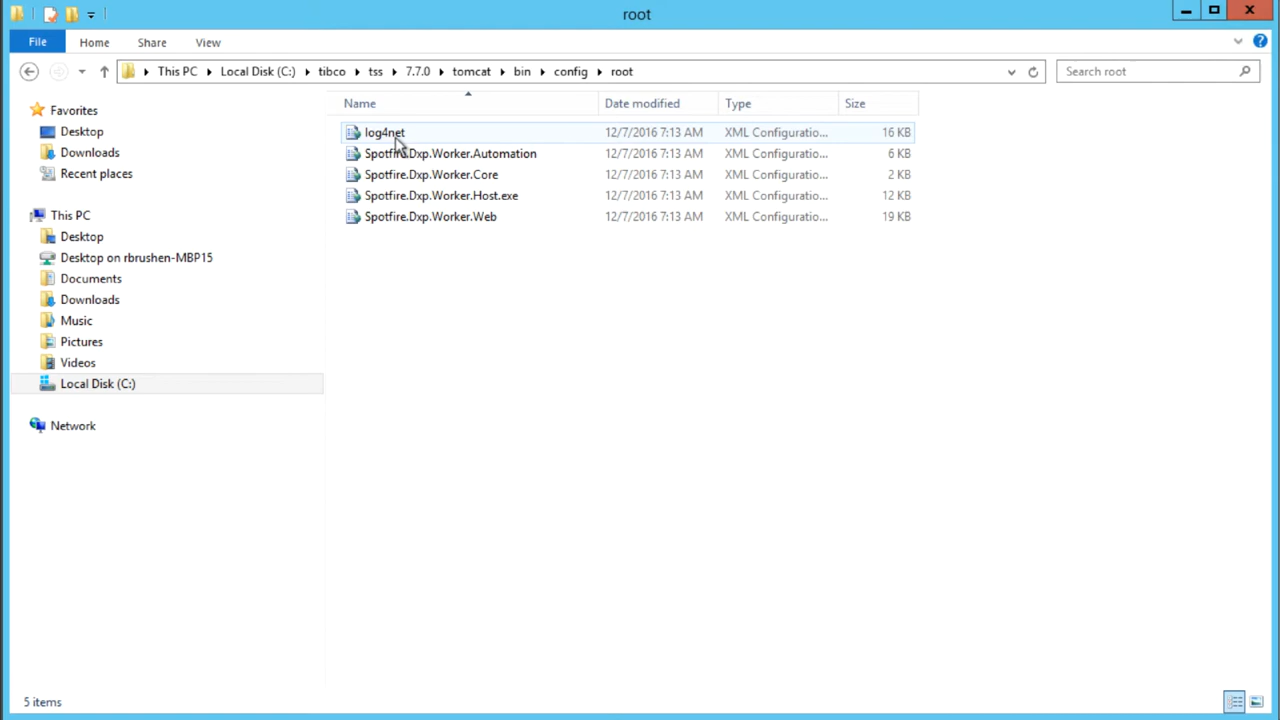 root
File Home Share View
This PC Local Disk (C:) tibco tss 7.7.0 tomcat bin config root Search root
Name Date modified Type Size
Favorites
Desktop
Downloads
Recent places
This PC
Desktop
Desktop on rbrushen-MBP15
Documents
Downloads
Music
Pictures
Videos
Local Disk (C:)
Network
log4net 12/7/2016 7:13 AM XML Configuratio... 16 KB
Spotfire.Dxp.Worker.Automation 12/7/2016 7:13 AM XML Configuratio... 6 KB
Spotfire.Dxp.Worker.Core 12/7/2016 7:13 AM XML Configuratio... 2 KB
Spotfire.Dxp.Worker.Host.exe 12/7/2016 7:13 AM XML Configuratio... 12 KB
Spotfire.Dxp.Worker.Web 12/7/2016 7:13 AM XML Configuratio... 19 KB
5 items